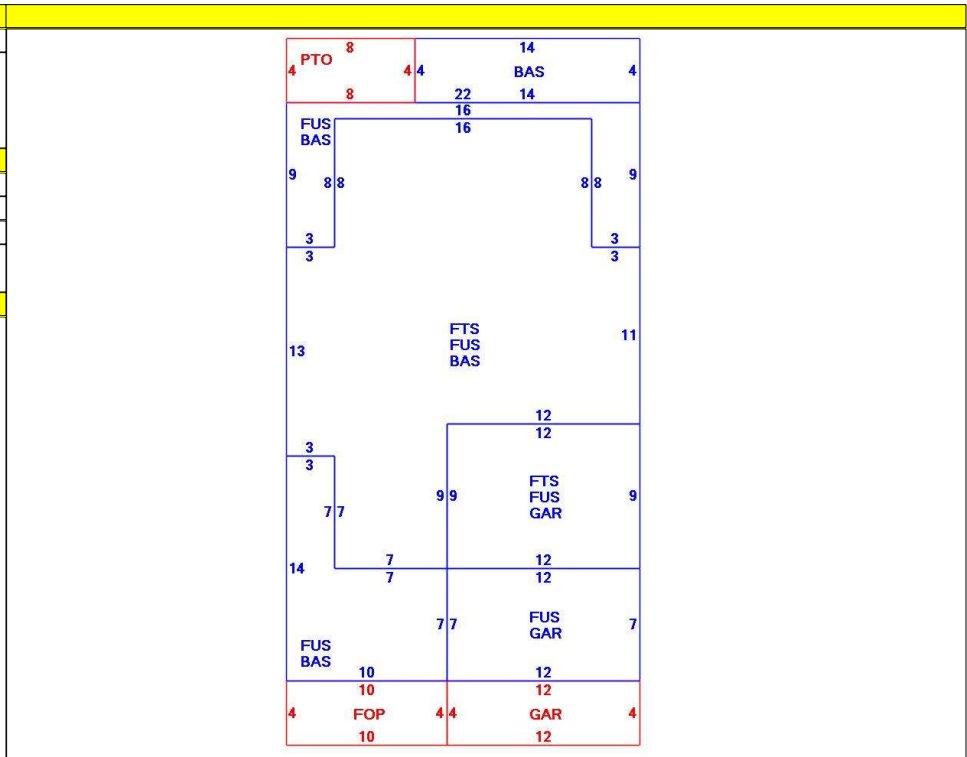 8 14
PTO
4 4 4 BAS 4
8 22 14
16
FUS 16
BAS
9 8 8 8 8 9
3 3
3 3
FTS 11
FUS
13 BAS
12
3 12
3
FTS
9 9 FUS 9
7 7 GAR
7 12
14 7 12
FUS
7 7 GAR 7
FUS
BAS
10 12
10 12
4 FOP 4 4 GAR 4
10 12